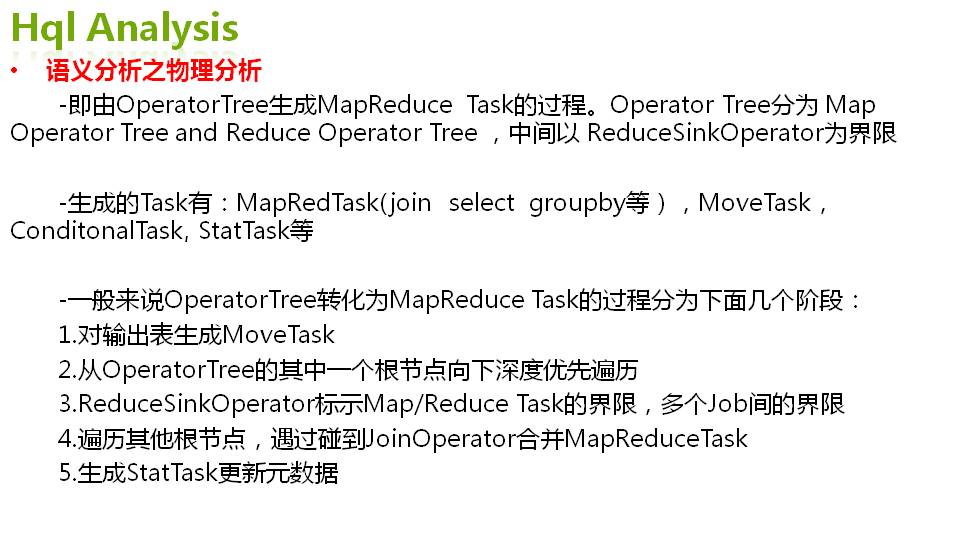 Hql Analysis
• 语义分析之物理分析
-即由OperatorTree生成MapReduce Task的过程。Operator Tree分为 Map
Operator Tree and Reduce Operator Tree ，中间以 ReduceSinkOperator为界限
-生成的Task有：MapRedTask(join select groupby等），MoveTask，
ConditonalTask, StatTask等
-一般来说OperatorTree转化为MapReduce Task的过程分为下面几个阶段：
1.对输出表生成MoveTask
2.从OperatorTree的其中一个根节点向下深度优先遍历
3.ReduceSinkOperator标示Map/Reduce Task的界限，多个Job间的界限
4.遍历其他根节点，遇过碰到JoinOperator合并MapReduceTask
5.生成StatTask更新元数据